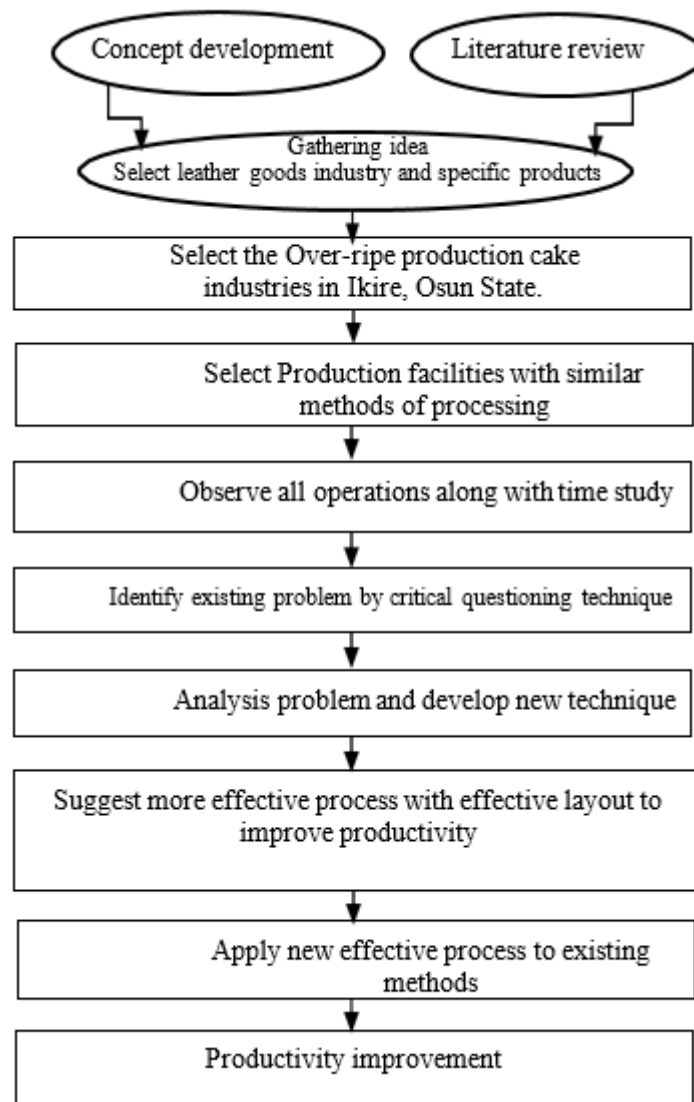 Concept development
Literature review
Gathering idea
Select leather goods industry and specific products
Select the Over-ripe production cake
industries in Ikire, Osun State.
Select Production facilities with similar
methods of processing
Observe all operations along with time study
Identify existing problem by critical questioning technique
Analysis problem and develop new technique
Suggest more effective process with effective layout to
improve productivity
Apply new effective process to existing
methods
Productivity improvement